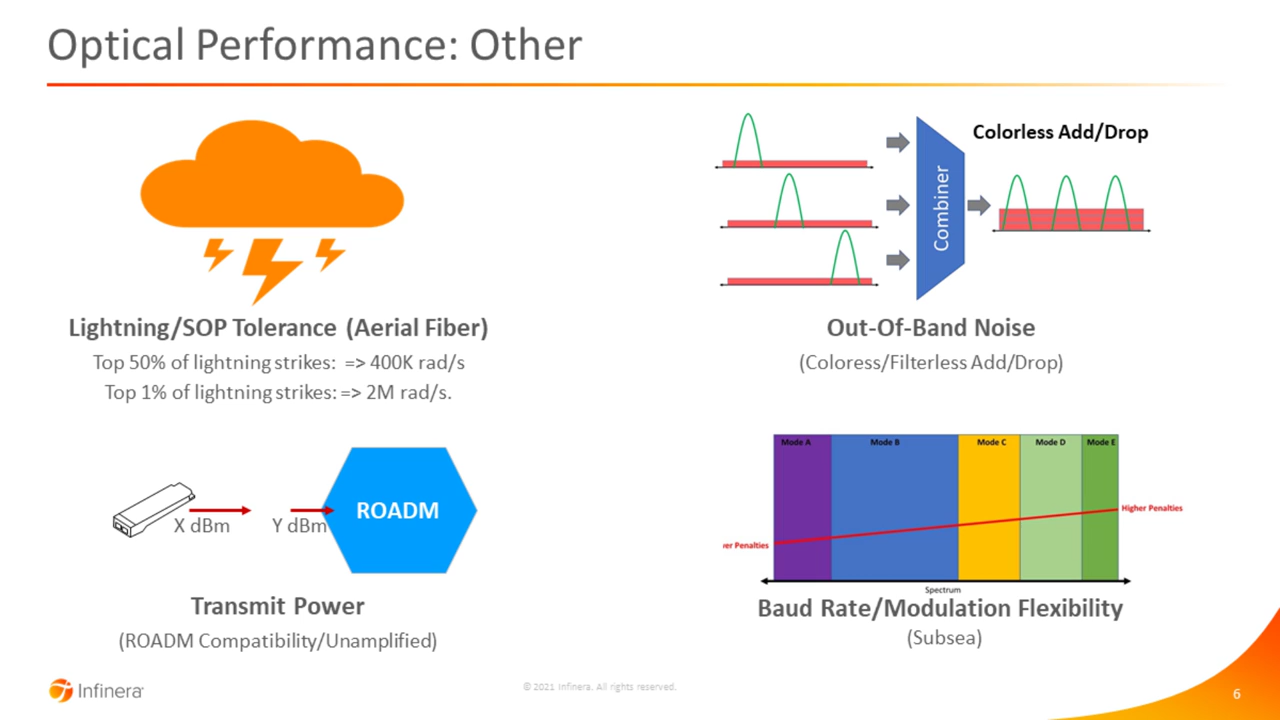 Optical Performance: Other
Lightning/SOP Tolerance (Aerial Fiber)
Top 50% of lightning strikes: => 400K rad/s
Top 1% of lightning strikes: => 2M rad/s.
Colorless Add/Drop
Combiner
Out-Of-Band Noise
(Coloress/Filterless Add/Drop)
X dBm
Y dBm
ROADM
Transmit Power
(ROADM Compatibility/Unamplified)
Mode A
Mode B
Mode C
Mode D
Mode E
Higher Penalties
ver Penalties
Spectrum
Baud Rate/Modulation Flexibility
(Subsea)
Infinera
© 2021 Infinera. All rights reserved.
6